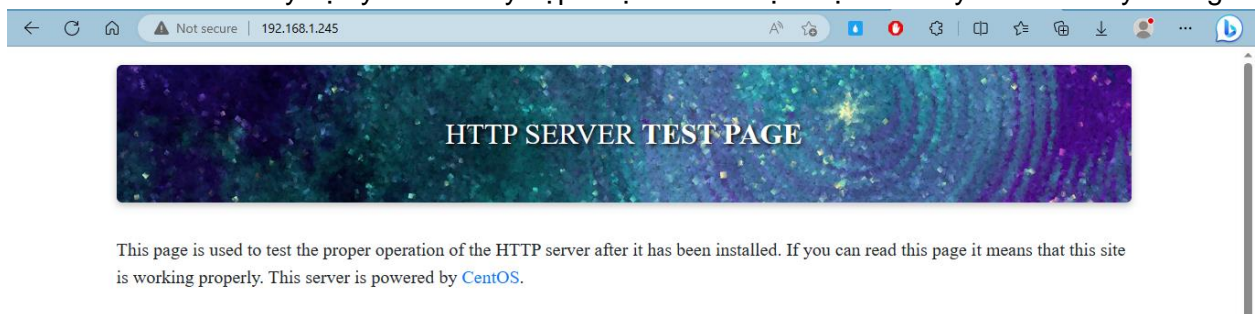 Not secure 192.168.1.245
HTTP SERVER TEST PAGE
This page is used to test the proper operation of the HTTP server after it has been installed. If you can read this page it means that this site
is working properly. This server is powered by CentOS.